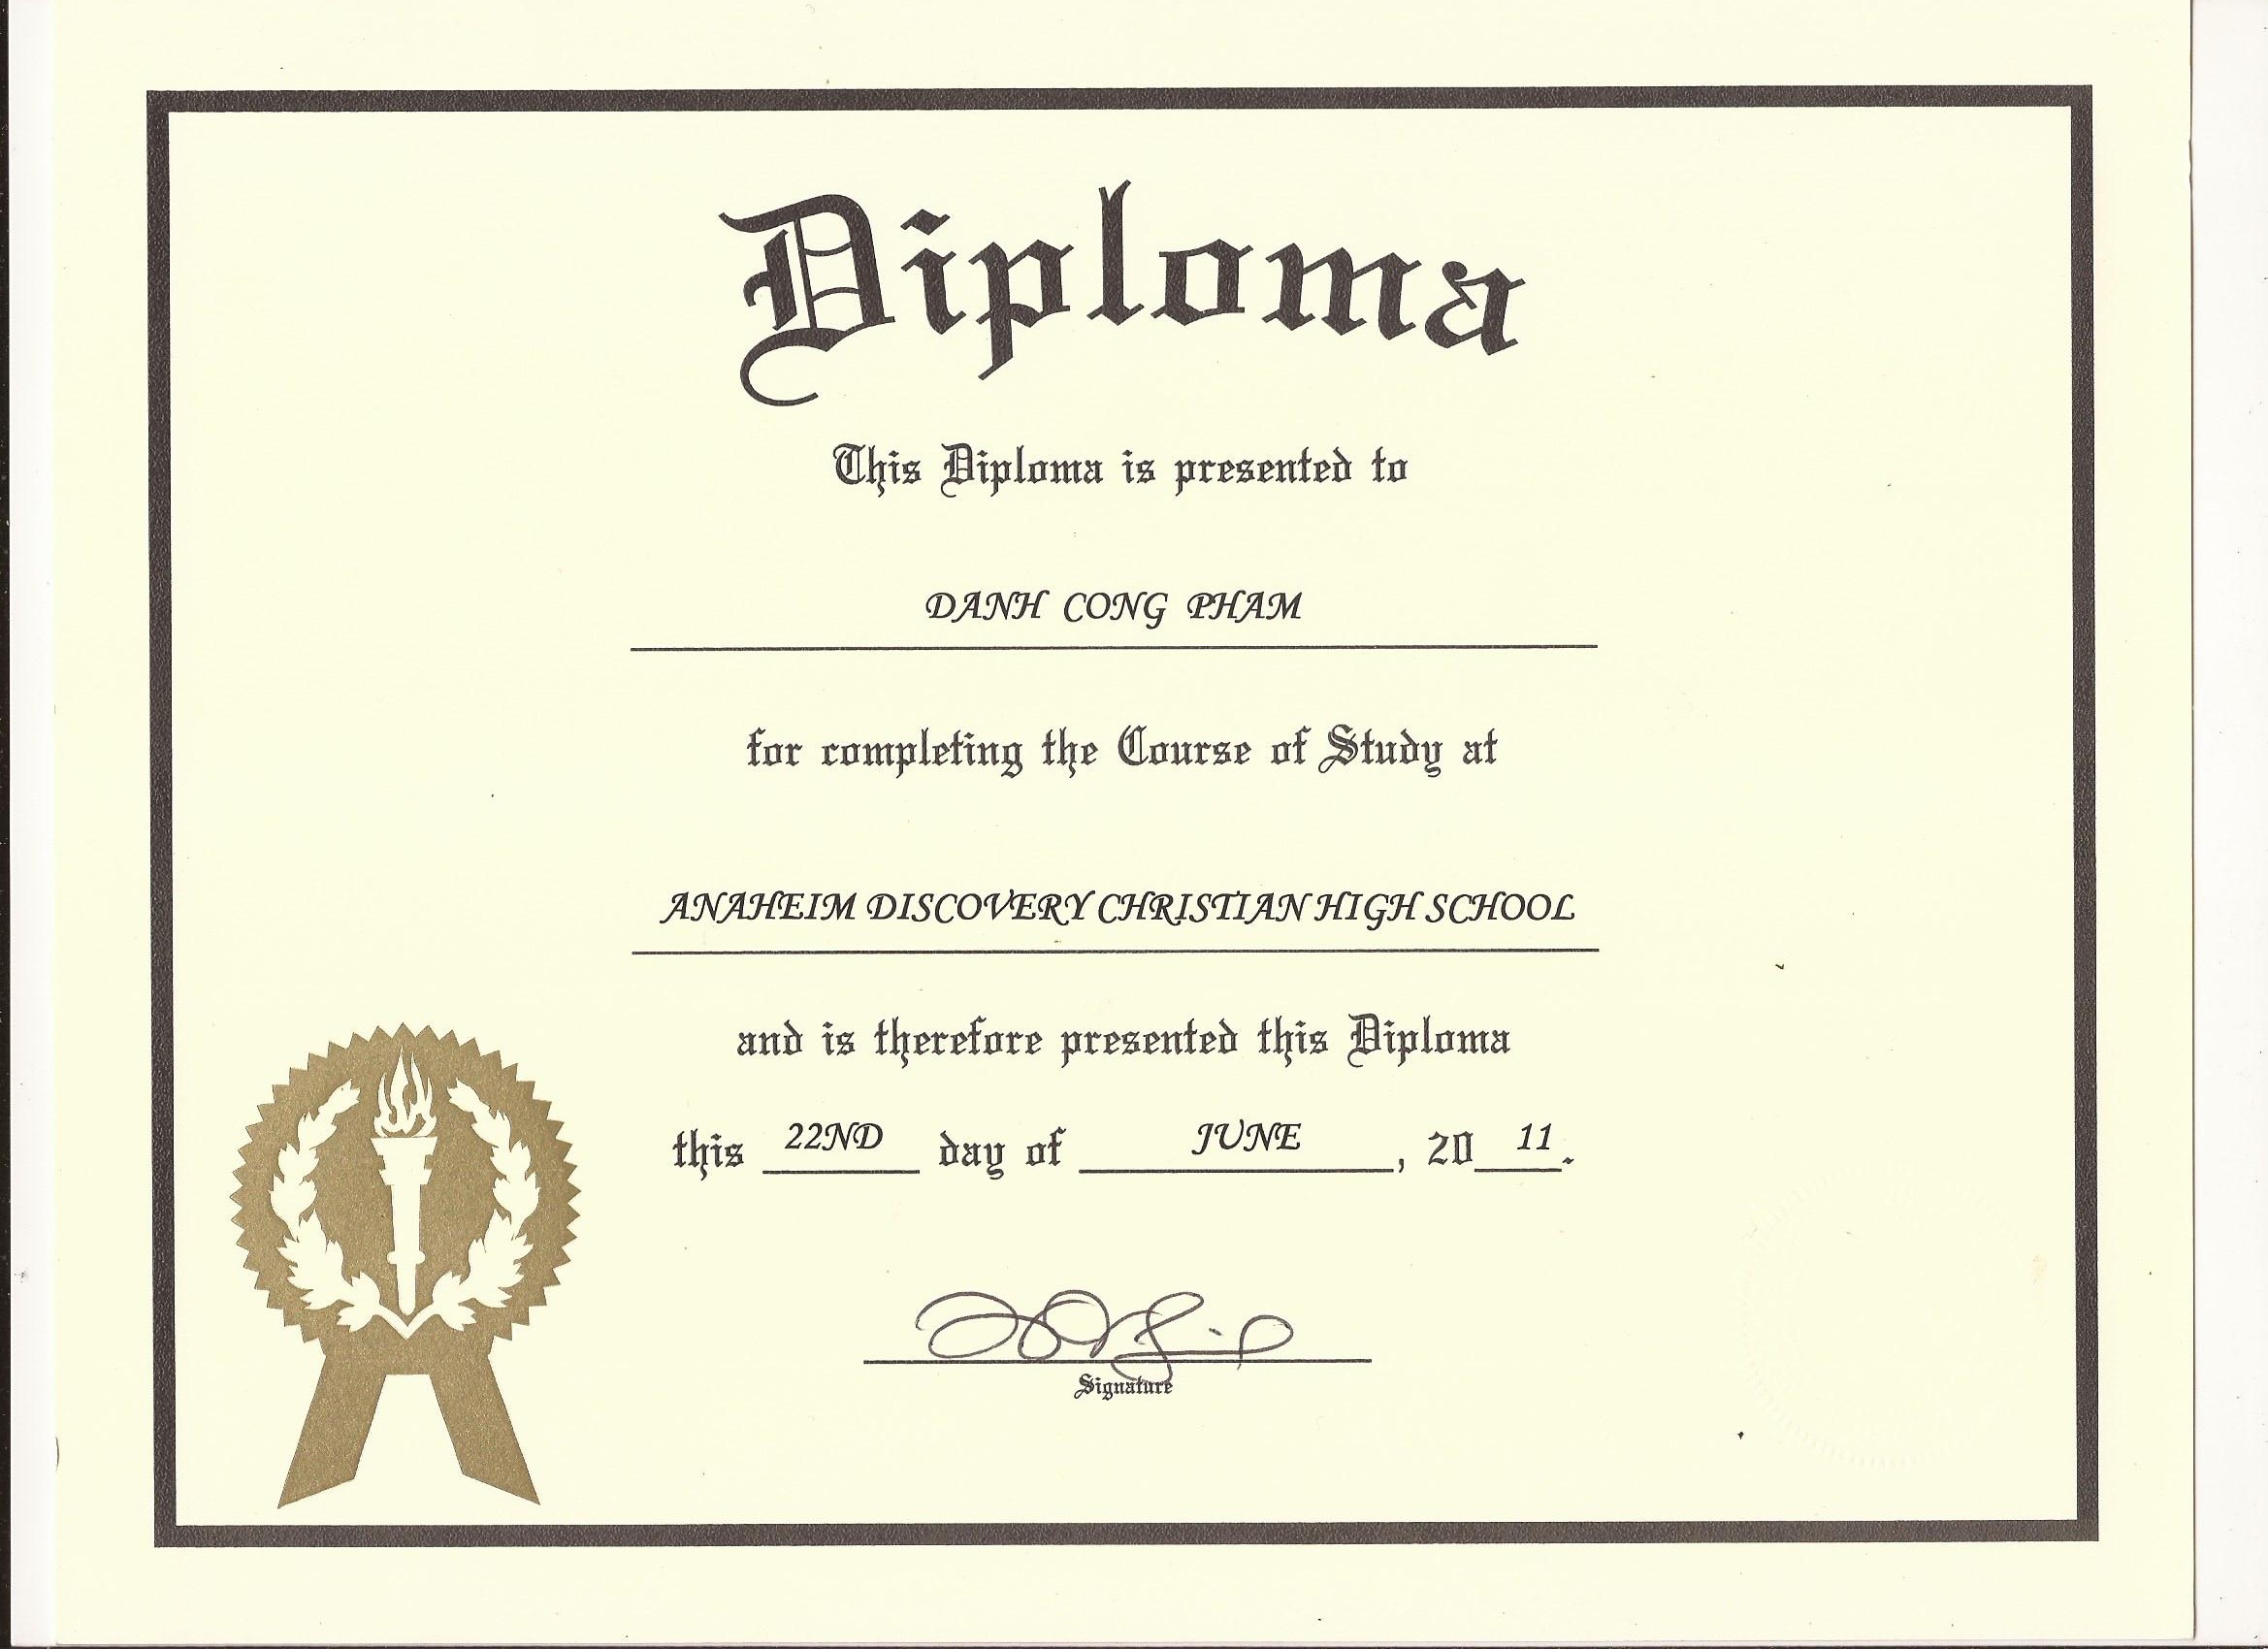 Diploma
This Diploma is presented to
DANH CONG PHAM
for completing the Course of Study at
ANAHEIM DISCOVERY CHRISTIAN HIGH SCHOOL
and is therefore presented this Diploma
this 22ND day of JUNE, 20 11.
Signature